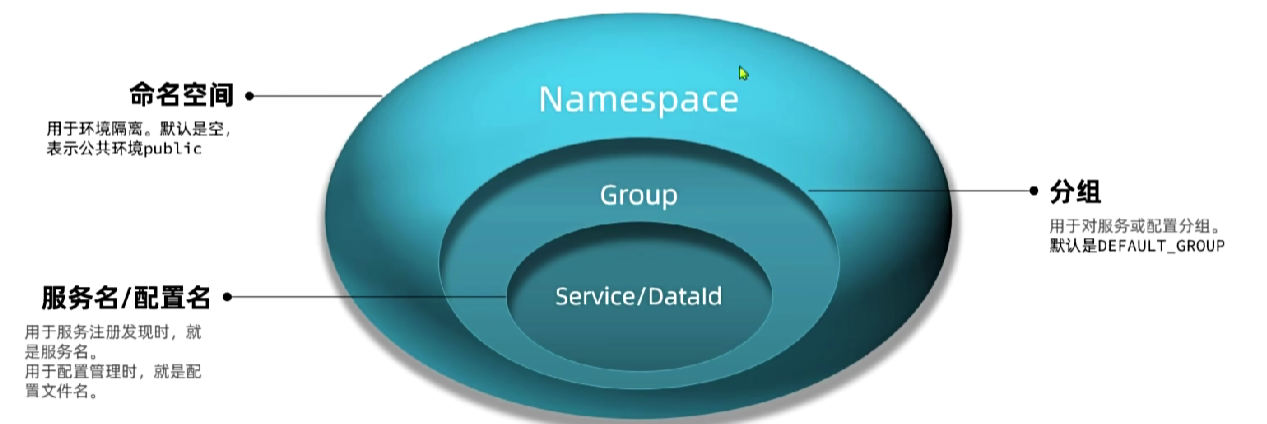 命名空间
用于环境隔离。默认是空，
表示公共环境public
Namespace
Group
分组
用于对服务或配置分组。
默认是DEFAULT_GROUP
服务名/配置名
用于服务注册发现时，就
是服务名。
用于配置管理时，就是配
置文件名。
Service/DataId